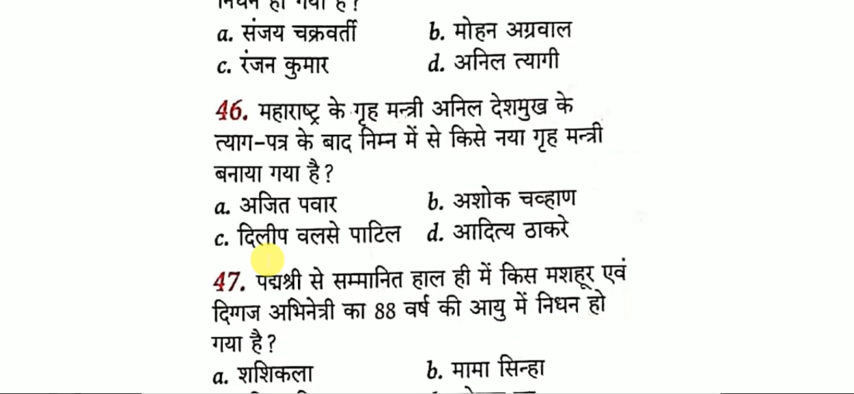 निधन हो गया है?
a. संजय चक्रवर्ती b. मोहन अग्रवाल
c. रंजन कुमार d. अनिल त्यागी
46. महाराष्ट्र के गृह मन्त्री अनिल देशमुख के
त्याग-पत्र के बाद निम्न में से किसे नया गृह मन्त्री
बनाया गया है?
a. अजित पवार b. अशोक चव्हाण
c. दिलीप वलसे पाटिल d. आदित्य ठाकरे
47. पद्मश्री से सम्मानित हाल ही में किस मशहूर एवं
दिग्गज अभिनेत्री का 88 वर्ष की आयु में निधन हो
गया है?
a. शशिकला b. मामा सिन्हा